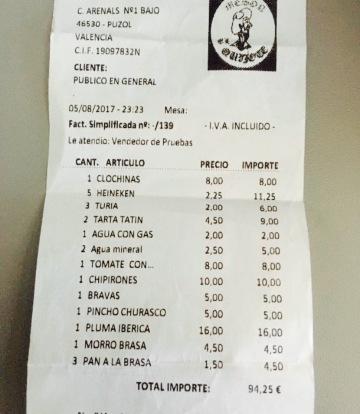 C. ARENALS Nº1 BAJO
46530 - PUZOL
VALENCIA
C.I.F. 19097832N
CLIENTE:
PUBLICO EN GENERAL
MESON
QUIJOTE
05/08/2017 - 23:23 Mesa:
Fact. Simplificada nº: -/139 - I.V.A. INCLUIDO -
Le atendio: Vendedor de Pruebas
CANT. ARTICULO PRECIO IMPORTE
1 CLOCHINAS 8,00 8,00
5 HEINEKEN 2,25 11,25
3 TURIA 2,00 6,00
2 TARTA TATIN 4,50 9,00
1 AGUA CON GAS 2,00 2,00
2 Agua mineral 2,50 5,00
1 TOMATE CON... 8,00 8,00
1 CHIPIRONES 10,00 10,00
1 BRAVAS 5,00 5,00
1 PINCHO CHURASCO 5,00 5,00
1 PLUMA IBERICA 16,00 16,00
1 MORRO BRASA 4,50 4,50
3 PAN A LA BRASA 1,50 4,50
TOTAL IMPORTE: 94,25 €